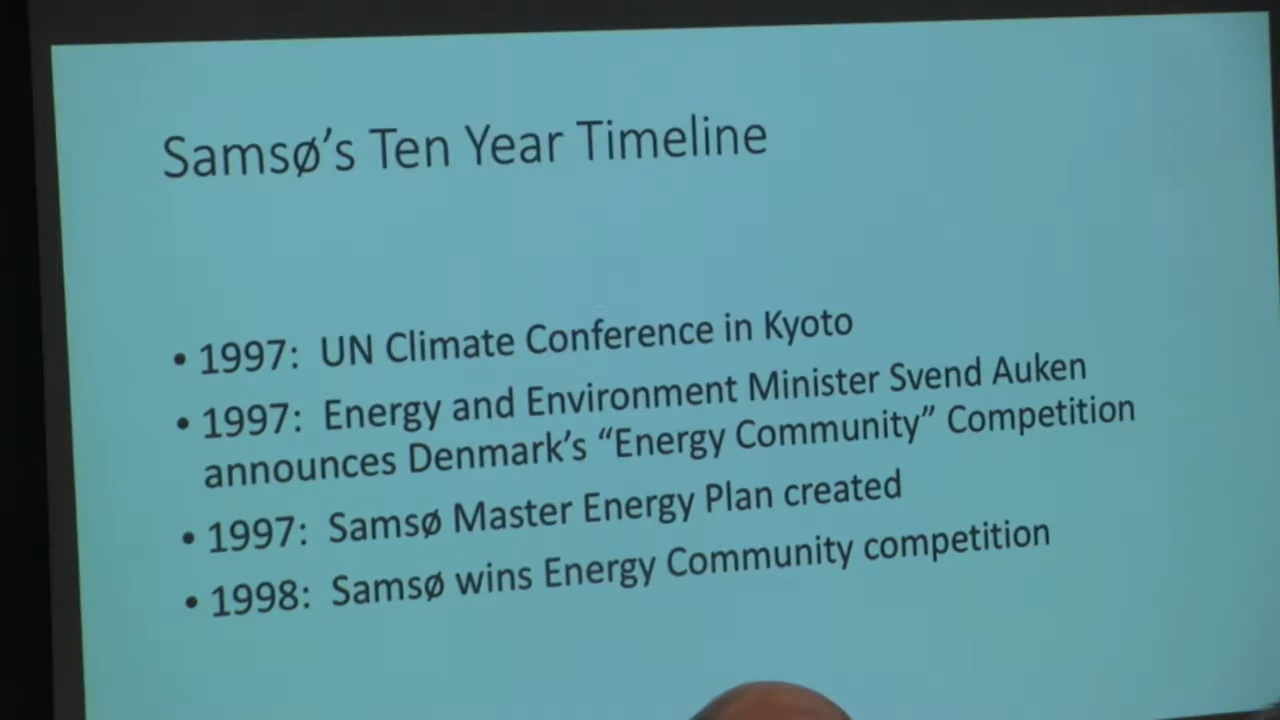 Samsø’s Ten Year Timeline
• 1997: UN Climate Conference in Kyoto
• 1997: Energy and Environment Minister Svend Auken
announces Denmark’s “Energy Community” Competition
• 1997: Samsø Master Energy Plan created
• 1998: Samsø wins Energy Community competition